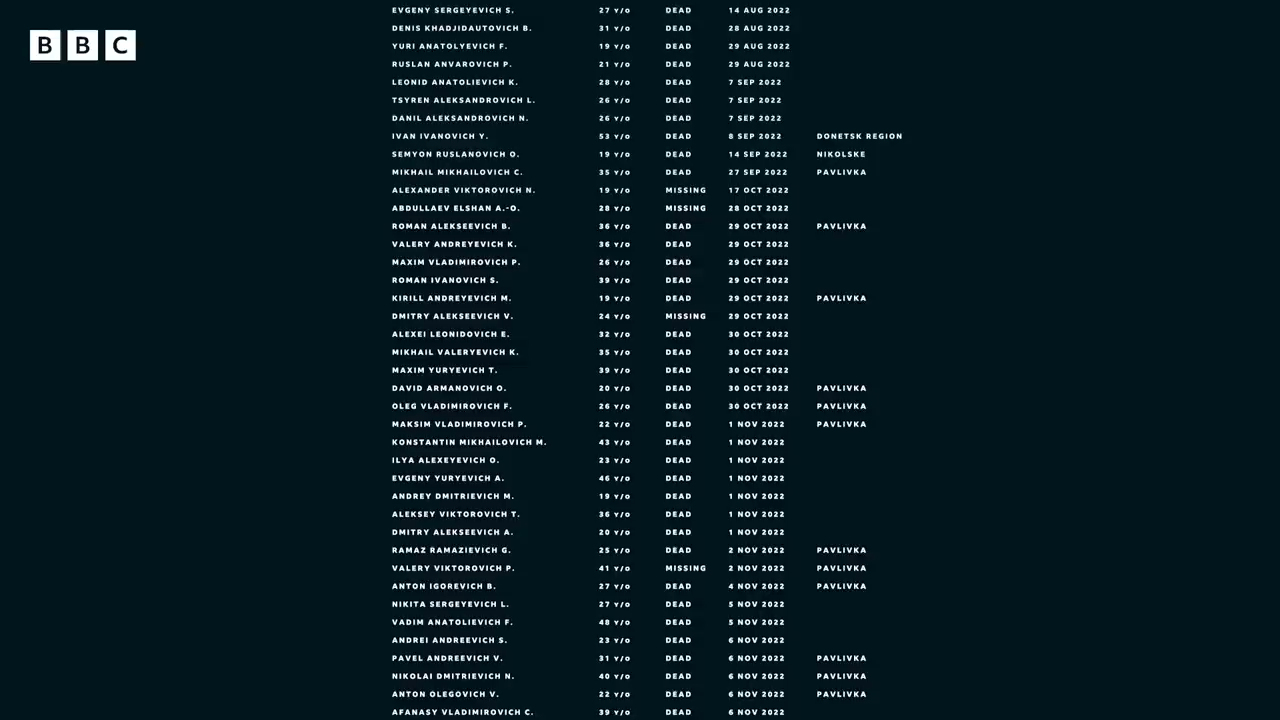 BBC
EVGENY SERGEYEVICH S. 27 Y/O DEAD 14 AUG 2022
DENIS KHADJIDAUTOVICH B. 31 Y/O DEAD 28 AUG 2022
YURI ANATOLYEVICH F. 19 Y/O DEAD 29 AUG 2022
RUSLAN ANVAROVICH P. 21 Y/O DEAD 29 AUG 2022
LEONID ANATOLIEVICH K. 28 Y/O DEAD 7 SEP 2022
TSYREN ALEKSANDROVICH L. 26 Y/O DEAD 7 SEP 2022
DANIL ALEKSANDROVICH N. 26 Y/O DEAD 7 SEP 2022
IVAN IVANOVICH Y. 53 Y/O DEAD 8 SEP 2022 DONETSK REGION
SEMYON RUSLANOVICH O. 19 Y/O DEAD 14 SEP 2022 NIKOLSKE
MIKHAIL MIKHAILOVICH C. 35 Y/O DEAD 27 SEP 2022 PAVLIVKA
ALEXANDER VIKTOROVICH N. 19 Y/O MISSING 17 OCT 2022
ABDULLAEV ELSHAN A.-O. 28 Y/O MISSING 28 OCT 2022
ROMAN ALEKSEEVICH B. 36 Y/O DEAD 29 OCT 2022 PAVLIVKA
VALERY ANDREYEVICH K. 36 Y/O DEAD 29 OCT 2022
MAXIM VLADIMIROVICH P. 26 Y/O DEAD 29 OCT 2022
ROMAN IVANOVICH S. 39 Y/O DEAD 29 OCT 2022
KIRILL ANDREYEVICH M. 19 Y/O DEAD 29 OCT 2022 PAVLIVKA
DMITRY ALEKSEEVICH V. 24 Y/O MISSING 29 OCT 2022
ALEXEI LEONIDOVICH E. 32 Y/O DEAD 30 OCT 2022
MIKHAIL VALERYEVICH K. 35 Y/O DEAD 30 OCT 2022
MAXIM YURYEVICH T. 39 Y/O DEAD 30 OCT 2022
DAVID ARMANOVICH O. 20 Y/O DEAD 30 OCT 2022 PAVLIVKA
OLEG VLADIMIROVICH F. 26 Y/O DEAD 30 OCT 2022 PAVLIVKA
MAKSIM VLADIMIROVICH P. 22 Y/O DEAD 1 NOV 2022 PAVLIVKA
KONSTANTIN MIKHAILOVICH M. 43 Y/O DEAD 1 NOV 2022
ILYA ALEXEYEVICH O. 23 Y/O DEAD 1 NOV 2022
EVGENY YURYEVICH A. 46 Y/O DEAD 1 NOV 2022
ANDREY DMITRIEVICH M. 19 Y/O DEAD 1 NOV 2022
ALEKSEY VIKTOROVICH T. 36 Y/O DEAD 1 NOV 2022
DMITRY ALEKSEEVICH A. 20 Y/O DEAD 1 NOV 2022
RAMAZ RAMAZIEVICH G. 25 Y/O DEAD 2 NOV 2022 PAVLIVKA
VALERY VIKTOROVICH P. 41 Y/O MISSING 2 NOV 2022 PAVLIVKA
ANTON IGOREVICH B. 27 Y/O DEAD 4 NOV 2022 PAVLIVKA
NIKITA SERGEYEVICH L. 27 Y/O DEAD 5 NOV 2022
VADIM ANATOLIEVICH F. 48 Y/O DEAD 5 NOV 2022
ANDREI ANDREEVICH S. 23 Y/O DEAD 6 NOV 2022
PAVEL ANDREEVICH V. 31 Y/O DEAD 6 NOV 2022 PAVLIVKA
NIKOLAI DMITRIEVICH N. 40 Y/O DEAD 6 NOV 2022 PAVLIVKA
ANTON OLEGOVICH V. 22 Y/O DEAD 6 NOV 2022 PAVLIVKA
AFANASY VLADIMIROVICH C. 39 Y/O DEAD 6 NOV 2022